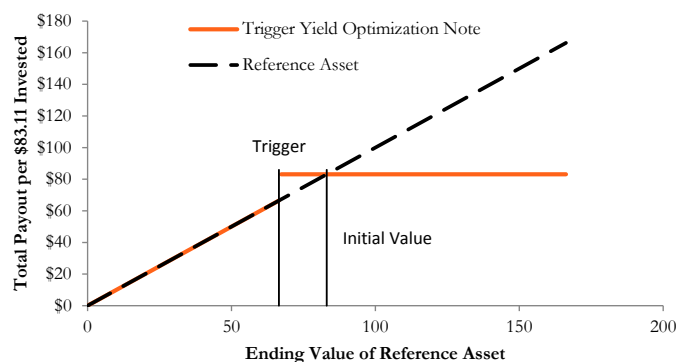 $180
$160
$140
$120
$100
$80
$60
$40
$20
$0
Total Payout per $83.11 Invested
Trigger Yield Optimization Note
Reference Asset
Trigger
Initial Value
0
50
100
150
200
Ending Value of Reference Asset